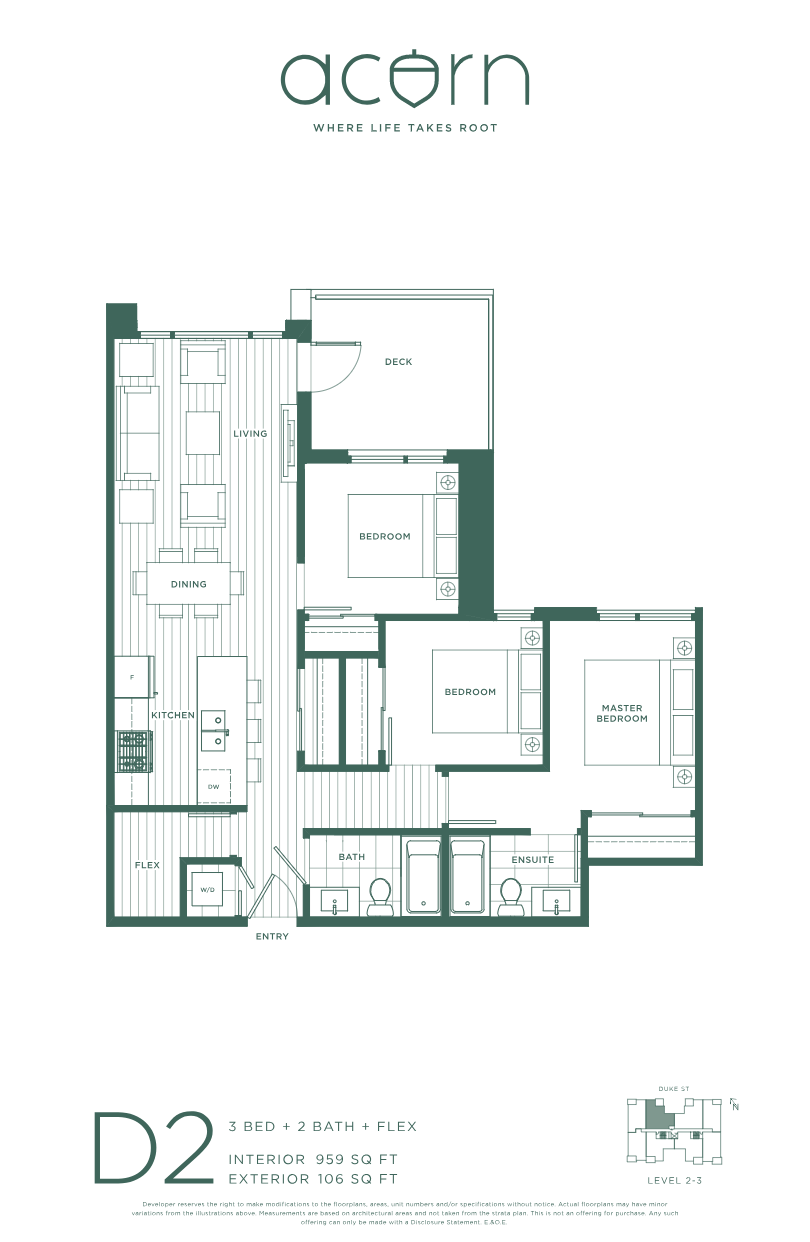 acorn
WHERE LIFE TAKES ROOT
DECK
LIVING
BEDROOM
DINING
F
KITCHEN
BEDROOM
MASTER
BEDROOM
DW
BATH
ENSUITE
FLEX
W/D
ENTRY
DUKE ST
N
D2
3 BED + 2 BATH + FLEX
INTERIOR 959 SQ FT
EXTERIOR 106 SQ FT
LEVEL 2-3
Developer reserves the right to make modifications to the floorplans, areas, unit numbers and/or specifications without notice. Actual floorplans may have minor
variations from the illustrations above. Measurements are based on architectural areas and not taken from the strata plan. This is not an offering for purchase. Any such
offering can only be made with a Disclosure Statement. E.&O.E.